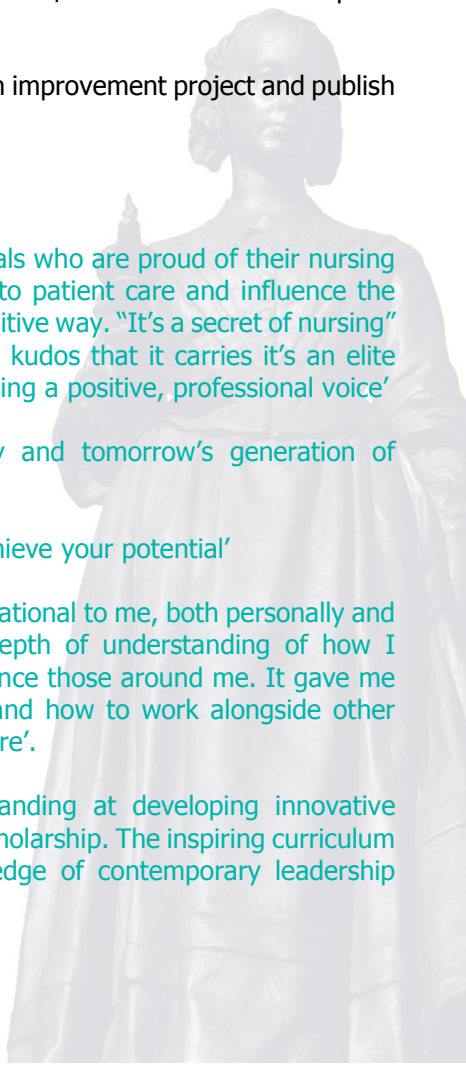 n improvement project and publish
als who are proud of their nursing
to patient care and influence the
sitive way. “It’s a secret of nursing”
kudos that it carries it’s an elite
ing a positive, professional voice’
y and tomorrow’s generation of
hieve your potential’
ational to me, both personally and
epth of understanding of how I
ence those around me. It gave me
and how to work alongside other
re’.
anding at developing innovative
holarship. The inspiring curriculum
edge of contemporary leadership